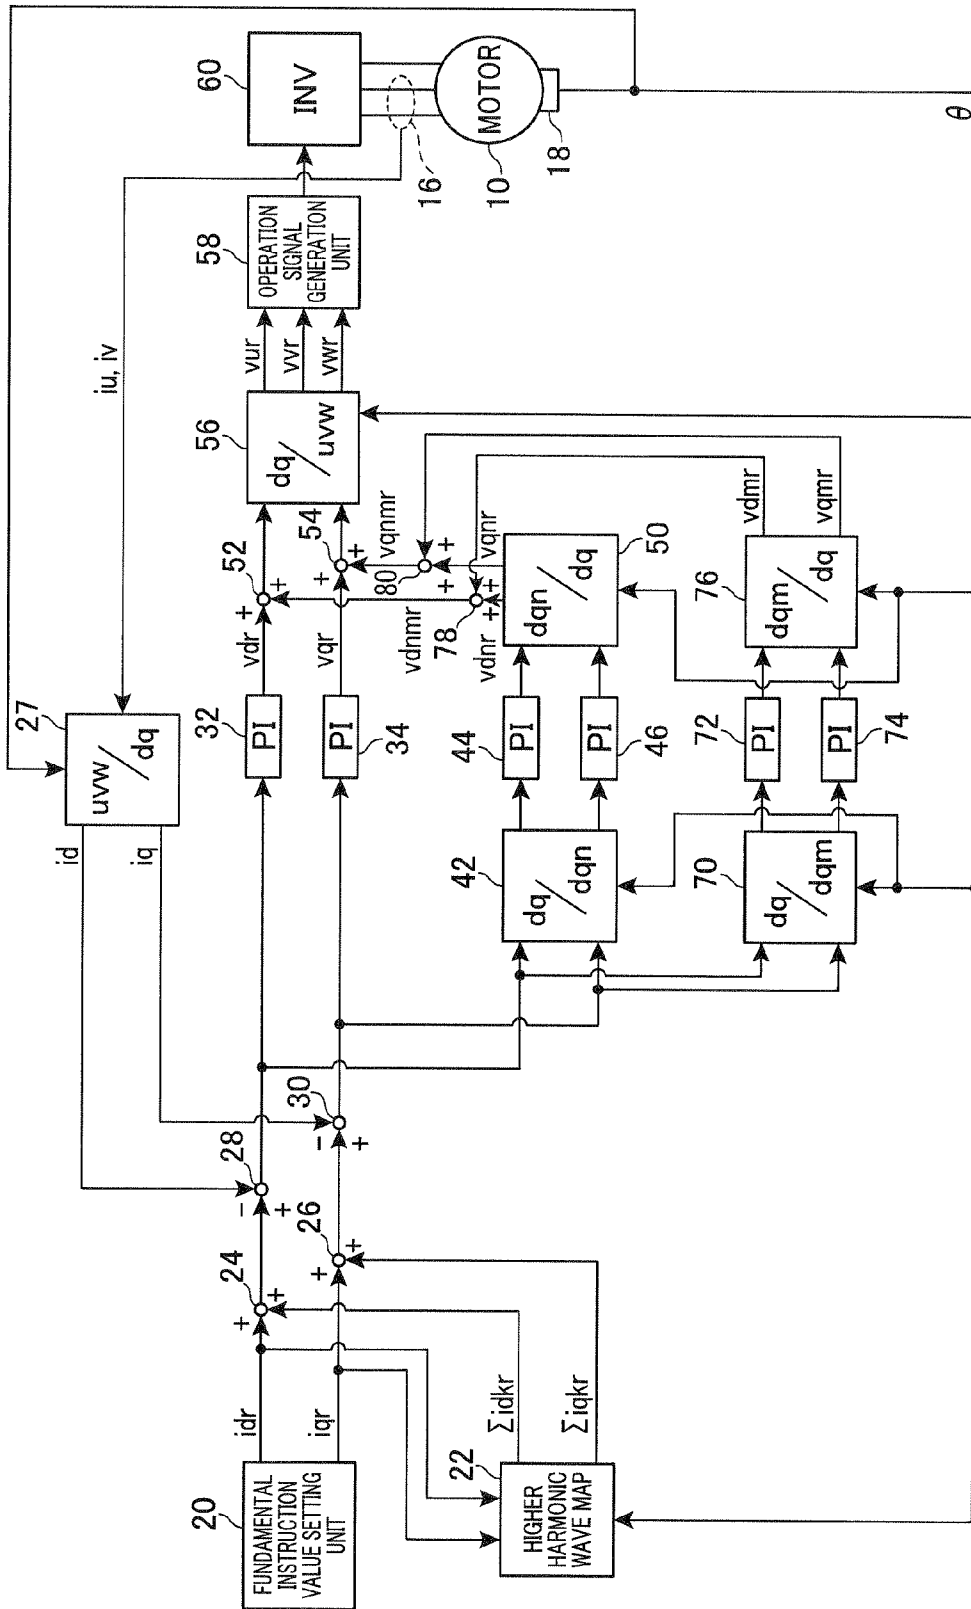 20
FUNDAMENTAL
INSTRUCTION
VALUE SETTING
UNIT
idr
iqr
22
HIGHER
HARMONIC
WAVE MAP
Σidkr
Σiqkr
24
+
+
26
+
+
28
-
+
30
-
+
id
iq
27
uvw/dq
iu, iv
32
PI
34
PI
vdr
vqr
42
dq/dqn
44
PI
46
PI
50
dqn/dq
70
dq/dqm
72
PI
74
PI
76
dqm/dq
vdnr
vqnr
vdmr
vqmr
78
+
+
80
+
+
vdnmr
vqnmr
52
+
+
54
+
+
56
dq/uvw
vur
vvr
vwr
58
OPERATION
SIGNAL
GENERATION
UNIT
60
INV
16
MOTOR
10
18
θ